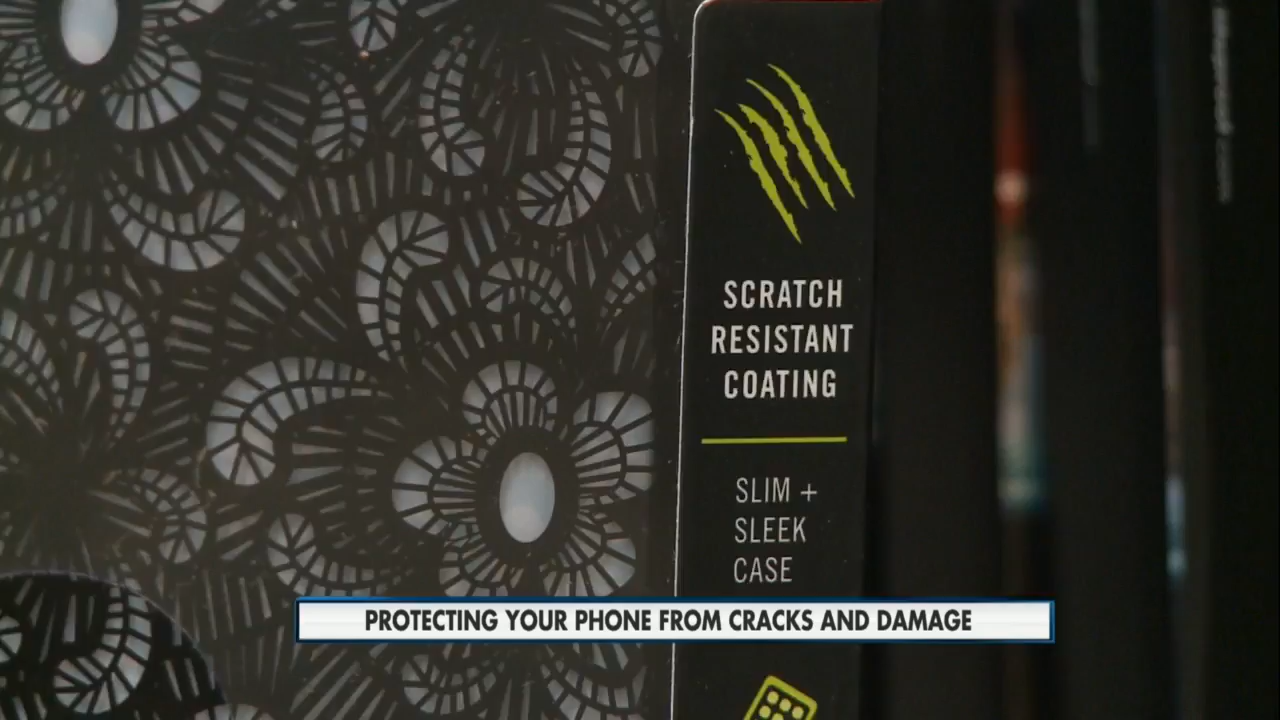 SCRATCH
RESISTANT
COATING
SLIM +
SLEEK
CASE
PROTECTING YOUR PHONE FROM CRACKS AND DAMAGE